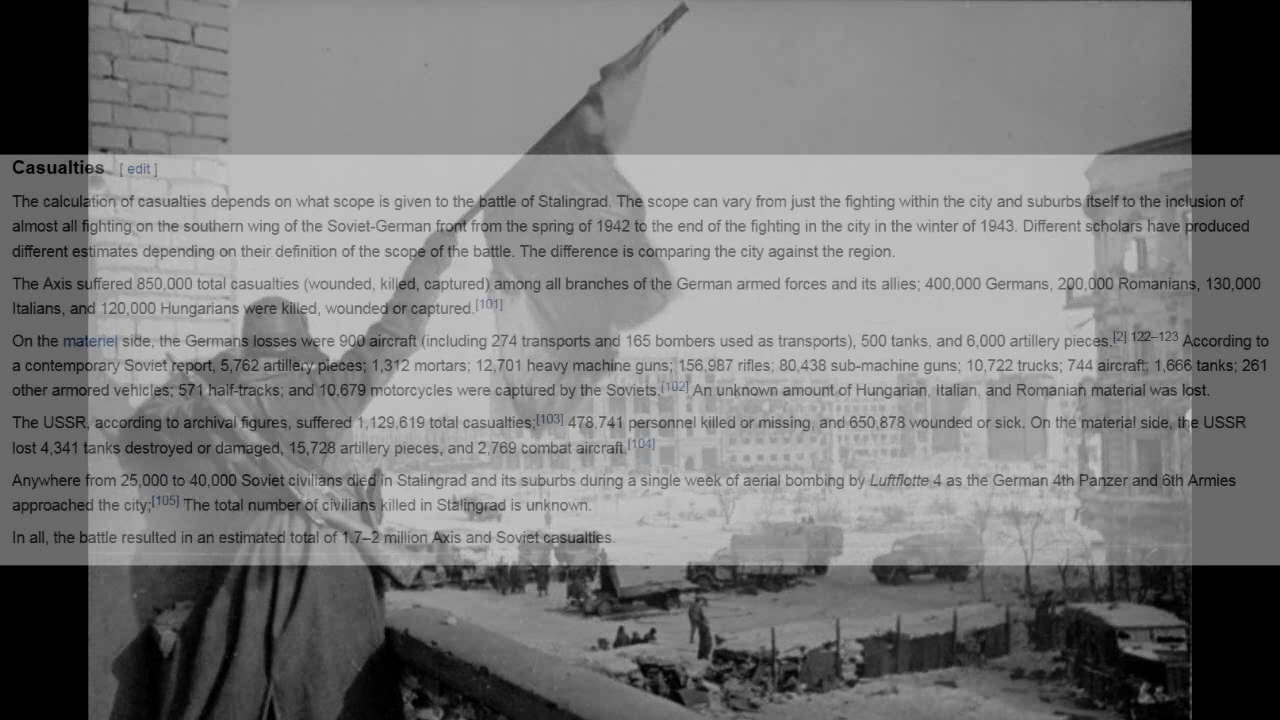 Casualties [ edit ]
The calculation of casualties depends on what scope is given to the battle of Stalingrad. The scope can vary from just the fighting within the city and suburbs itself to the inclusion of
almost all fighting on the southern wing of the Soviet-German front from the spring of 1942 to the end of the fighting in the city in the winter of 1943. Different scholars have produced
different estimates depending on their definition of the scope of the battle. The difference is comparing the city against the region.
The Axis suffered 850,000 total casualties (wounded, killed, captured) among all branches of the German armed forces and its allies; 400,000 Germans, 200,000 Romanians, 130,000
Italians, and 120,000 Hungarians were killed, wounded or captured.[101]
On the materiel side, the Germans losses were 900 aircraft (including 274 transports and 165 bombers used as transports), 500 tanks, and 6,000 artillery pieces.[2] 122–123 According to
a contemporary Soviet report, 5,762 artillery pieces; 1,312 mortars; 12,701 heavy machine guns; 156,987 rifles; 80,438 sub-machine guns; 10,722 trucks; 744 aircraft; 1,666 tanks; 261
other armored vehicles; 571 half-tracks; and 10,679 motorcycles were captured by the Soviets.[102] An unknown amount of Hungarian, Italian, and Romanian material was lost.
The USSR, according to archival figures, suffered 1,129,619 total casualties;[103] 478,741 personnel killed or missing, and 650,878 wounded or sick. On the material side, the USSR
lost 4,341 tanks destroyed or damaged, 15,728 artillery pieces, and 2,769 combat aircraft.[104]
Anywhere from 25,000 to 40,000 Soviet civilians died in Stalingrad and its suburbs during a single week of aerial bombing by Luftflotte 4 as the German 4th Panzer and 6th Armies
approached the city;[105] The total number of civilians killed in Stalingrad is unknown.
In all, the battle resulted in an estimated total of 1.7–2 million Axis and Soviet casualties.